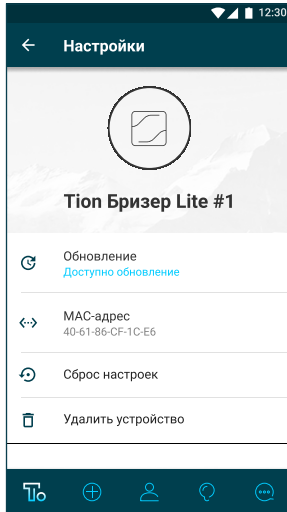 12:30
Настройки
Tion Бризер Lite #1
Обновление
Доступно обновление
MAC-адрес
40-61-86-CF-1C-E6
Сброс настроек
Удалить устройство
Tio